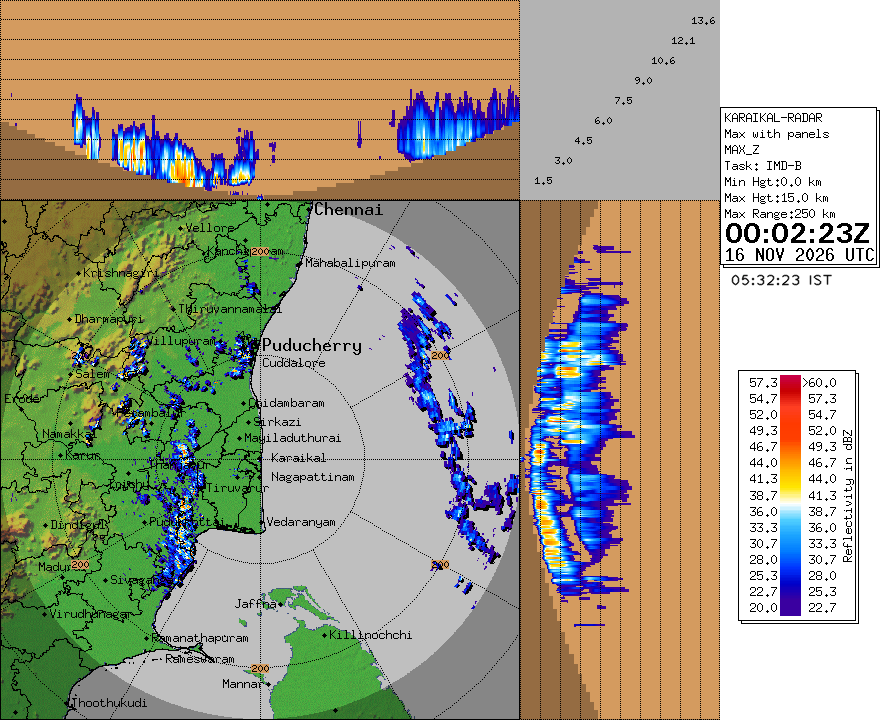 13.6
12.1
10.6
9.0
7.5
6.0
4.5
3.0
1.5
KARAIKAL-RADAR
Max with panels
MAX_Z
Task: IMD-B
Min Hgt:0.0 km
Max Hgt:15.0 km
Max Range:250 km
00:02:23Z
16 NOV 2026 UTC
05:32:23 IST
Chennai
Vellore
200
Mahabalipuram
Krishnagiri
Thiruvannamalai
Dharmapuri
Villupuram
Puducherry
200
Cuddalore
Salem
Erode
Chidambaram
Sirkazi
Namakkal
Mayiladuthurai
Karur
Karaikal
Nagapattinam
Tiruvarur
Pudukottai
Vedaranyam
Dindigul
200
200
Madurai
Sivaganga
Jaffna
Virudhunagar
Killinochchi
Ramanathapuram
Rameswaram
200
Mannar
Thoothukudi
57.3 >60.0
54.7 57.3
52.0 54.7
49.3 52.0
46.7 49.3
44.0 46.7
41.3 44.0
38.7 41.3
36.0 38.7
33.3 36.0
30.7 33.3
28.0 30.7
25.3 28.0
22.7 25.3
20.0 22.7
Reflectivity in dBZ